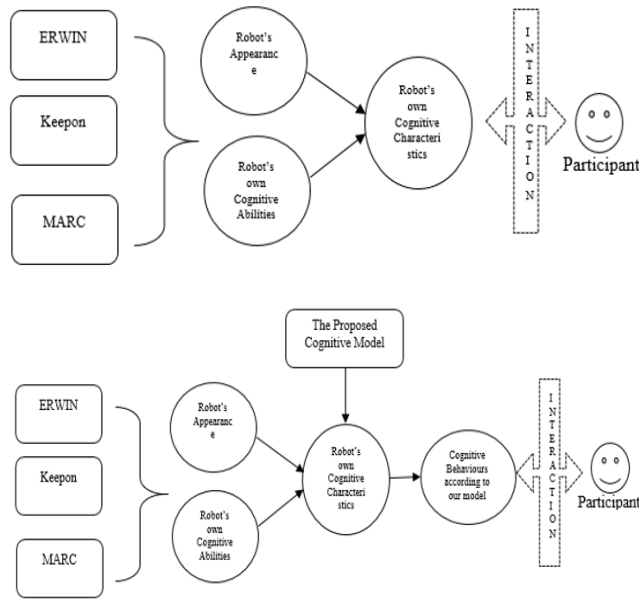 ERWIN
Keepon
MARC
Robot's
Appearanc
e
Robot's
own
Cognitive
Abilities
Robot's
own
Cognitive
Characteri
stics
INTERACTION
Participant
The Proposed
Cognitive Model
ERWIN
Keepon
MARC
Robot's
Appearanc
e
Robot's
own
Cognitive
Abilities
Robot's
own
Cognitive
Characteri
stics
Cognitive
Behaviours
according to
our model
INTERACTION
Participant